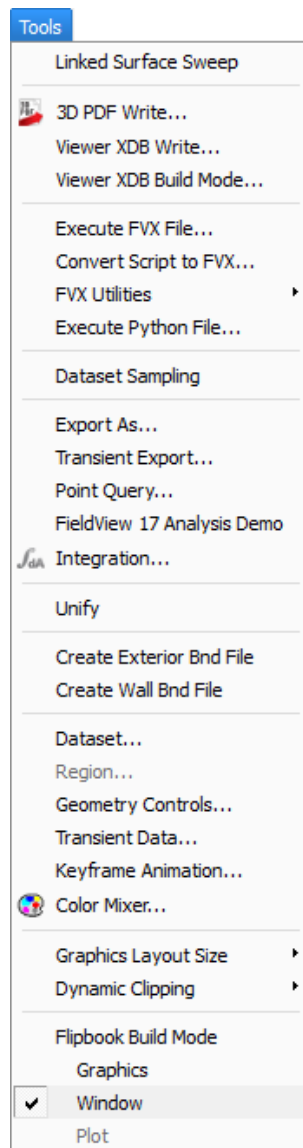 Tools
Linked Surface Sweep
3D PDF Write...
Viewer XDB Write...
Viewer XDB Build Mode...
Execute FVX File...
Convert Script to FVX...
FVX Utilities
Execute Python File...
Dataset Sampling
Export As...
Transient Export...
Point Query...
FieldView 17 Analysis Demo
∫dA Integration...
Unify
Create Exterior Bnd File
Create Wall Bnd File
Dataset...
Region...
Geometry Controls...
Transient Data...
Keyframe Animation...
Color Mixer...
Graphics Layout Size
Dynamic Clipping
Flipbook Build Mode
Graphics
Window
Plot